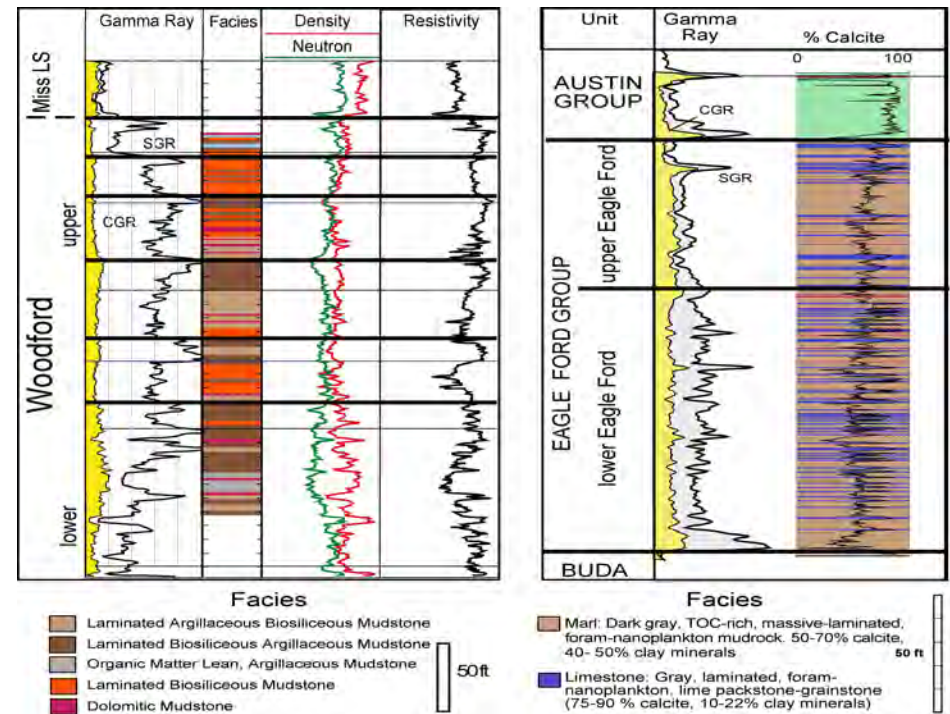 Gamma Ray
Facies
Density
Neutron
Resistivity
Miss LS
SGR
CGR
upper
Woodford
lower
Facies
Laminated Argillaceous Biosiliceous Mudstone
Laminated Biosiliceous Argillaceous Mudstone
Organic Matter Lean, Argillaceous Mudstone
Laminated Biosiliceous Mudstone
Dolomitic Mudstone
50ft
Unit
Gamma
Ray
% Calcite
0
100
AUSTIN
GROUP
CGR
SGR
upper Eagle Ford
EAGLE FORD GROUP
lower Eagle Ford
BUDA
Facies
Marl: Dark gray, TOC-rich, massive-laminated,
foram-nanoplankton mudrock. 50-70% calcite,
40- 50% clay minerals
Limestone: Gray, laminated, foram-
nanoplankton, lime packstone-grainstone
(75-90 % calcite, 10-22% clay minerals)
50 ft